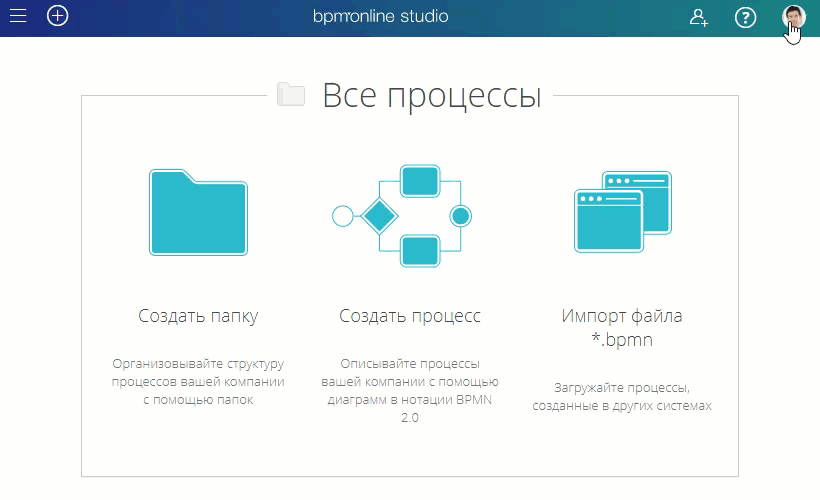 bpm'online studio
?
Все процессы
Создать папку
Организовывайте структуру
процессов вашей компании
с помощью папок
Создать процесс
Описывайте процессы
вашей компании с помощью
диаграмм в нотации BPMN
2.0
Импорт файла
*.bpmn
Загружайте процессы,
созданные в других системах